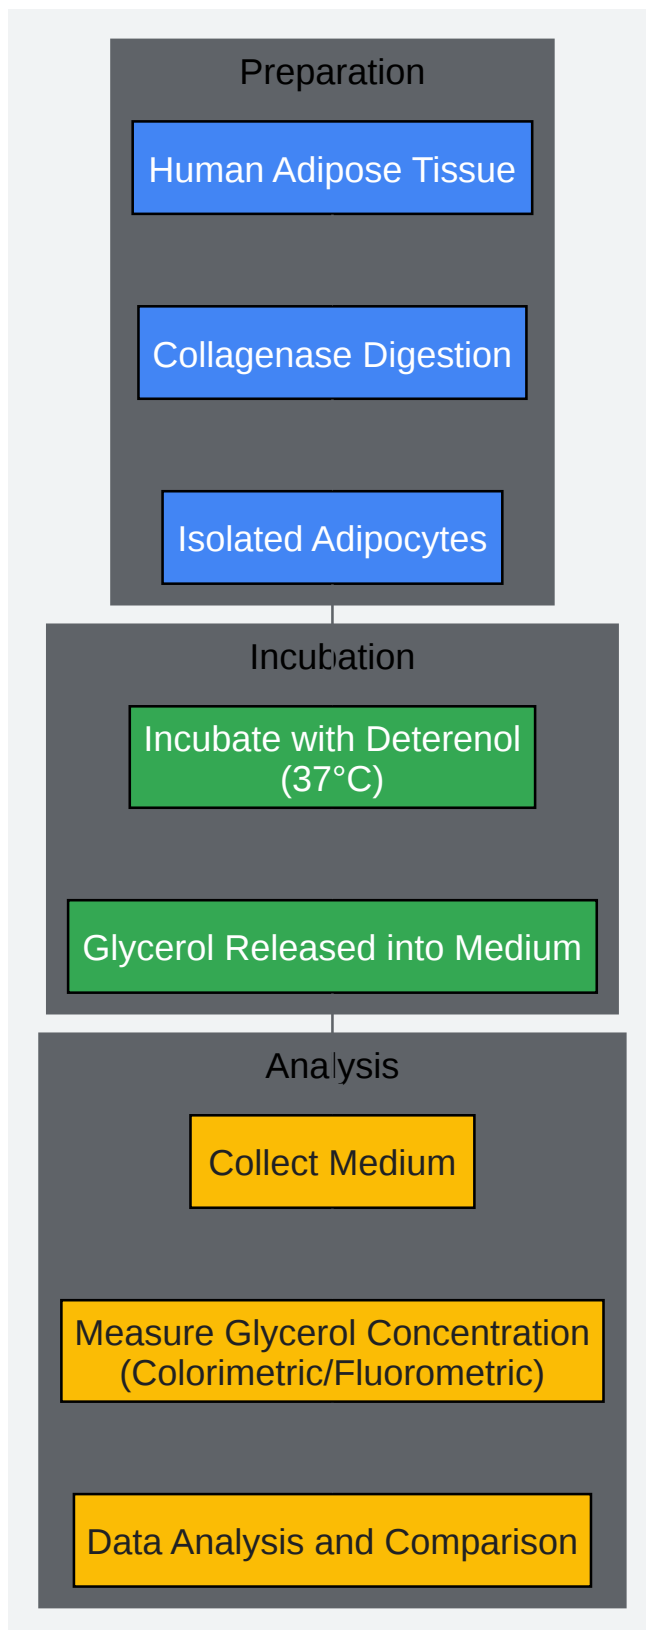 Preparation
Human Adipose Tissue
Collagenase Digestion
Isolated Adipocytes
Incubation
Incubate with Deterenol
(37°C)
Glycerol Released into Medium
Analysis
Collect Medium
Measure Glycerol Concentration
(Colorimetric/Fluorometric)
Data Analysis and Comparison